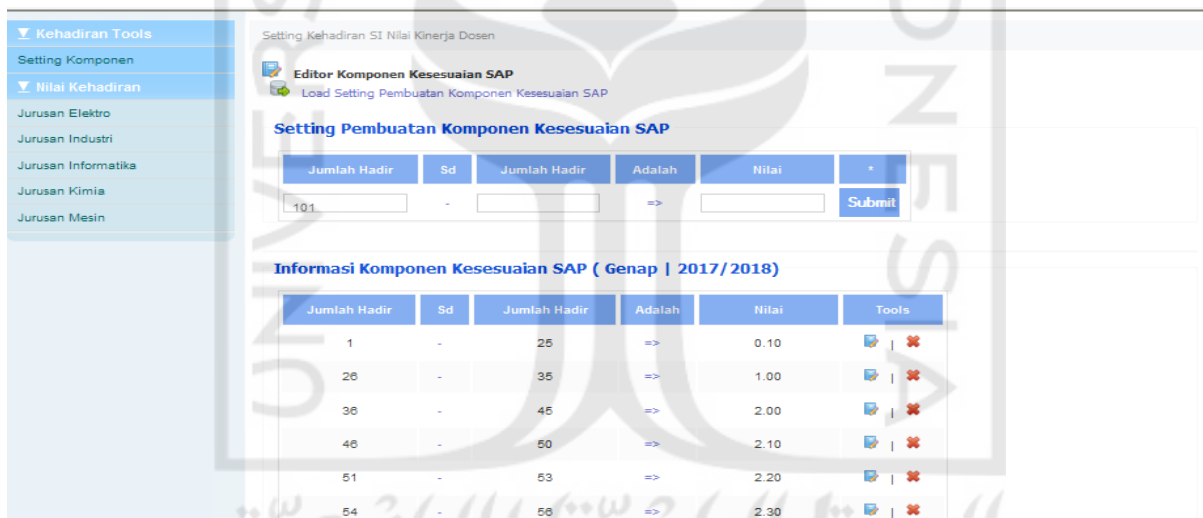 Kehadiran Tools
Setting Komponen
Nilai Kehadiran
Jurusan Elektro
Jurusan Industri
Jurusan Informatika
Jurusan Kimia
Jurusan Mesin
Setting Kehadiran SI Nilai Kinerja Dosen
Editor Komponen Kesesuaian SAP
Load Setting Pembuatan Komponen Kesesuaian SAP
Setting Pembuatan Komponen Kesesuaian SAP
Jumlah Hadir Sd Jumlah Hadir Adalah Nilai *
101 - => Submit
Informasi Komponen Kesesuaian SAP ( Genap | 2017/2018)
Jumlah Hadir Sd Jumlah Hadir Adalah Nilai Tools
1 - 25 => 0.10 |
26 - 35 => 1.00 |
36 - 45 => 2.00 |
46 - 50 => 2.10 |
51 - 53 => 2.20 |
54 - 56 => 2.30 |